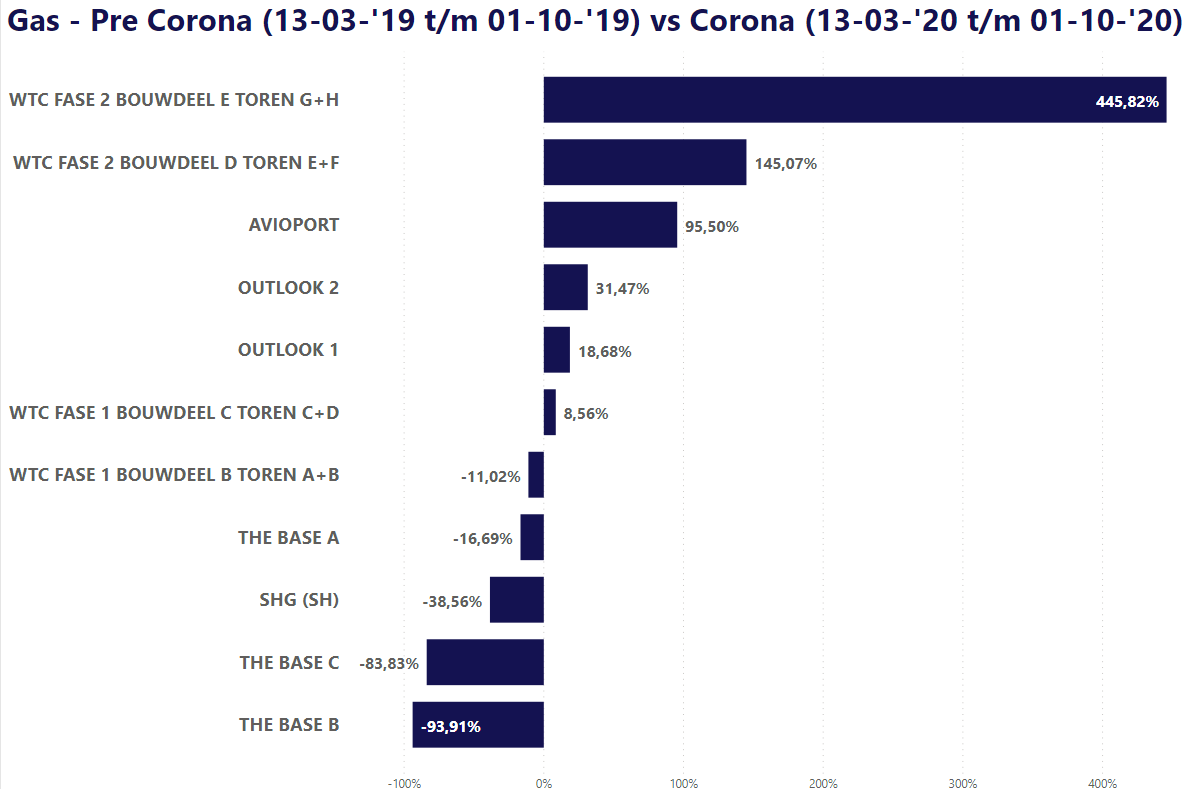 Gas - Pre Corona (13-03-'19 t/m 01-10-'19) vs Corona (13-03-'20 t/m 01-10-'20)
WTC FASE 2 BOUWDEEL E TOREN G+H 445,82%
WTC FASE 2 BOUWDEEL D TOREN E+F 145,07%
AVIOPORT 95,50%
OUTLOOK 2 31,47%
OUTLOOK 1 18,68%
WTC FASE 1 BOUWDEEL C TOREN C+D 8,56%
WTC FASE 1 BOUWDEEL B TOREN A+B -11,02%
THE BASE A -16,69%
SHG (SH) -38,56%
THE BASE C -83,83%
THE BASE B -93,91%
-100% 0% 100% 200% 300% 400%